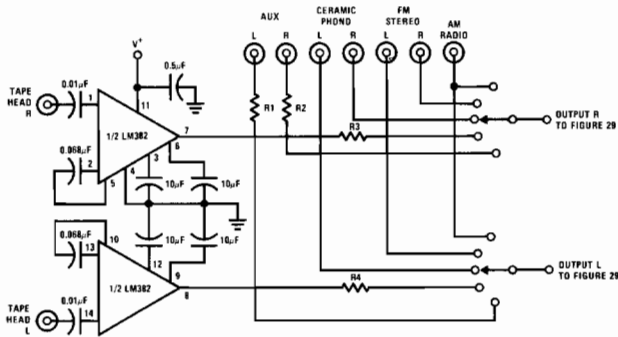 AUX
CERAMIC
PHONO
FM
STEREO
AM
RADIO
L
R
L
R
L
R
V+
0.5µF
TAPE
HEAD
R
0.01µF
1
11
R1
R2
OUTPUT R
TO FIGURE 29
1/2 LM382
7
R3
6
0.068µF
2
3
4
5
10µF
10µF
10µF
10µF
0.068µF
13
10
12
9
1/2 LM382
8
R4
OUTPUT L
TO FIGURE 29
0.01µF
14
TAPE
HEAD
L